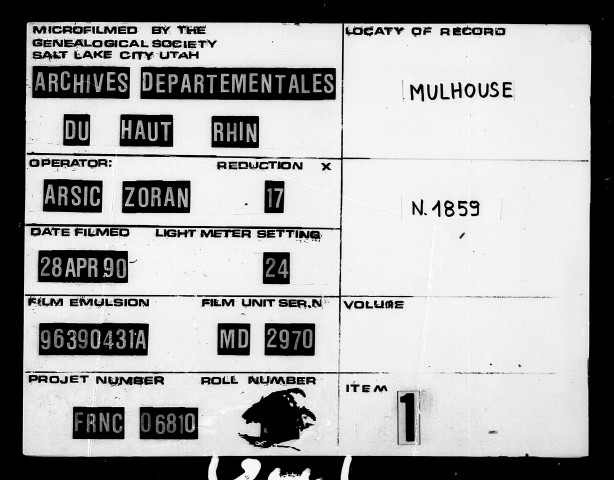 MICROFILMED BY THE
GENEALOGICAL SOCIETY
SALT LAKE CITY UTAH
ARCHIVES DEPARTEMENTALES
DU HAUT RHIN
OPERATOR: REDUCTION X
ARSIC ZORAN 17
DATE FILMED LIGHT METER SETTING
28 APR 90 24
FILM EMULSION FILM UNIT SER.N
96390431A MD 2970
PROJET NUMBER ROLL NUMBER
FRNC 06810
LOCATY OF RECORD
MULHOUSE
N.1859
VOLUME
ITEM
1